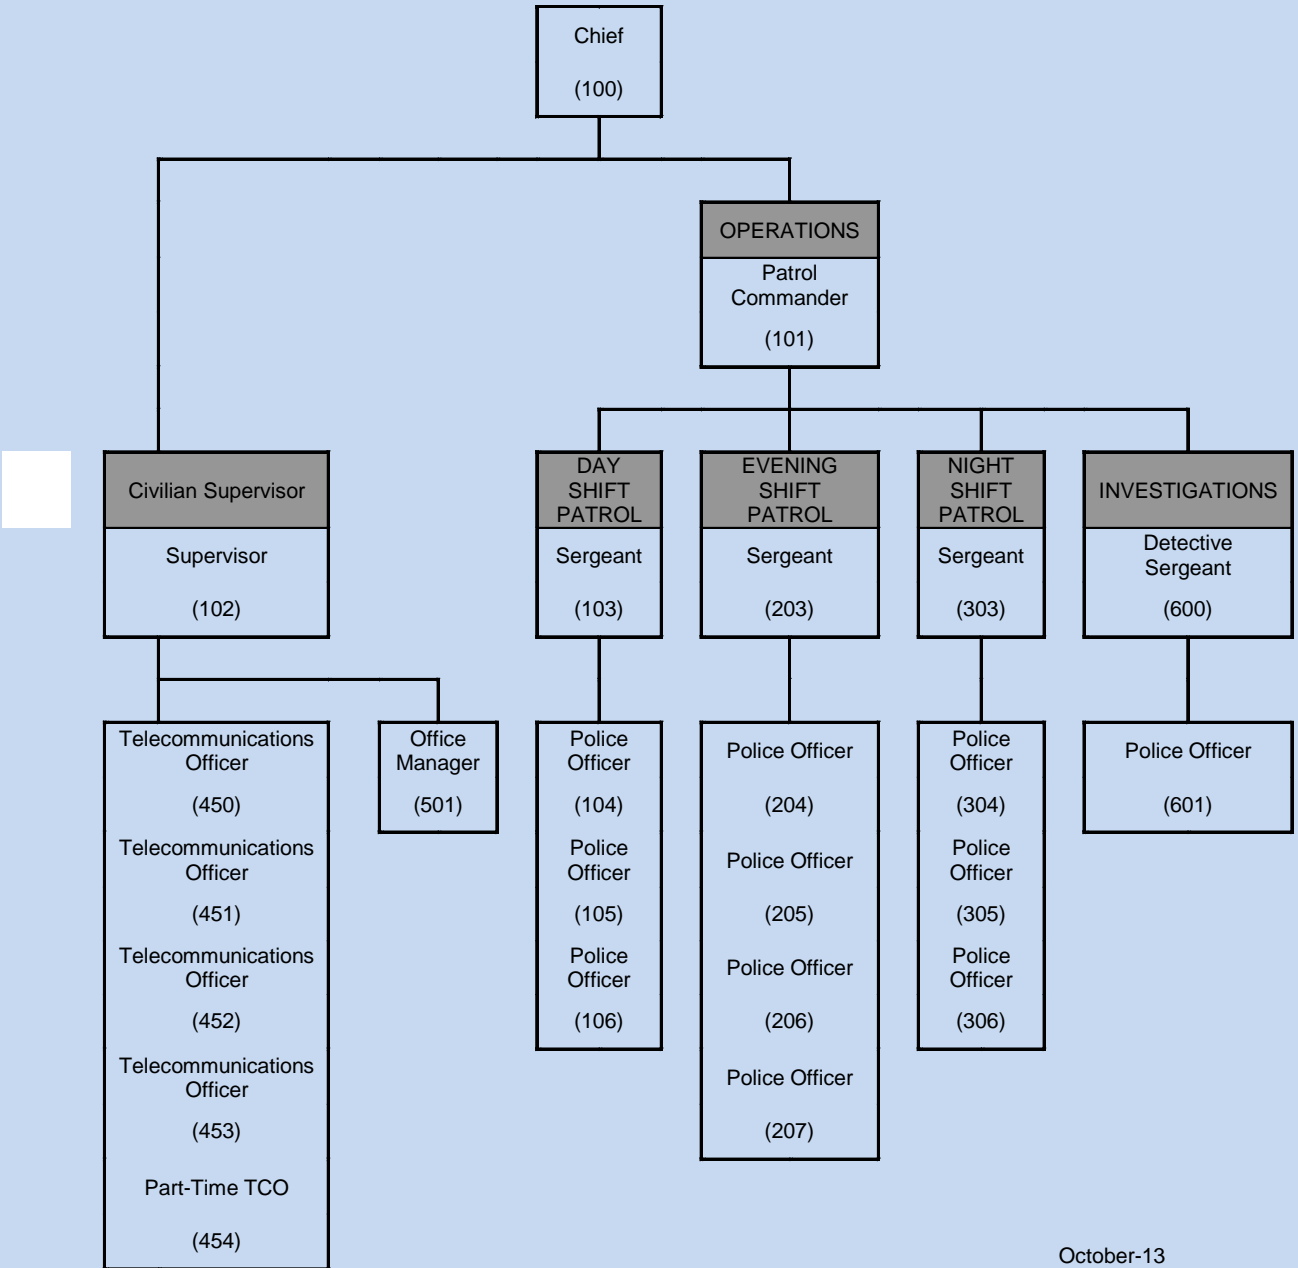 Chief
(100)
OPERATIONS
Patrol
Commander
(101)
Civilian Supervisor
Supervisor
(102)
DAY
SHIFT
PATROL
Sergeant
(103)
EVENING
SHIFT
PATROL
Sergeant
(203)
NIGHT
SHIFT
PATROL
Sergeant
(303)
INVESTIGATIONS
Detective
Sergeant
(600)
Telecommunications
Officer
(450)
Telecommunications
Officer
(451)
Telecommunications
Officer
(452)
Telecommunications
Officer
(453)
Part-Time TCO
(454)
Office
Manager
(501)
Police
Officer
(104)
Police
Officer
(105)
Police
Officer
(106)
Police Officer
(204)
Police Officer
(205)
Police Officer
(206)
Police Officer
(207)
Police
Officer
(304)
Police
Officer
(305)
Police
Officer
(306)
Police Officer
(601)
October-13